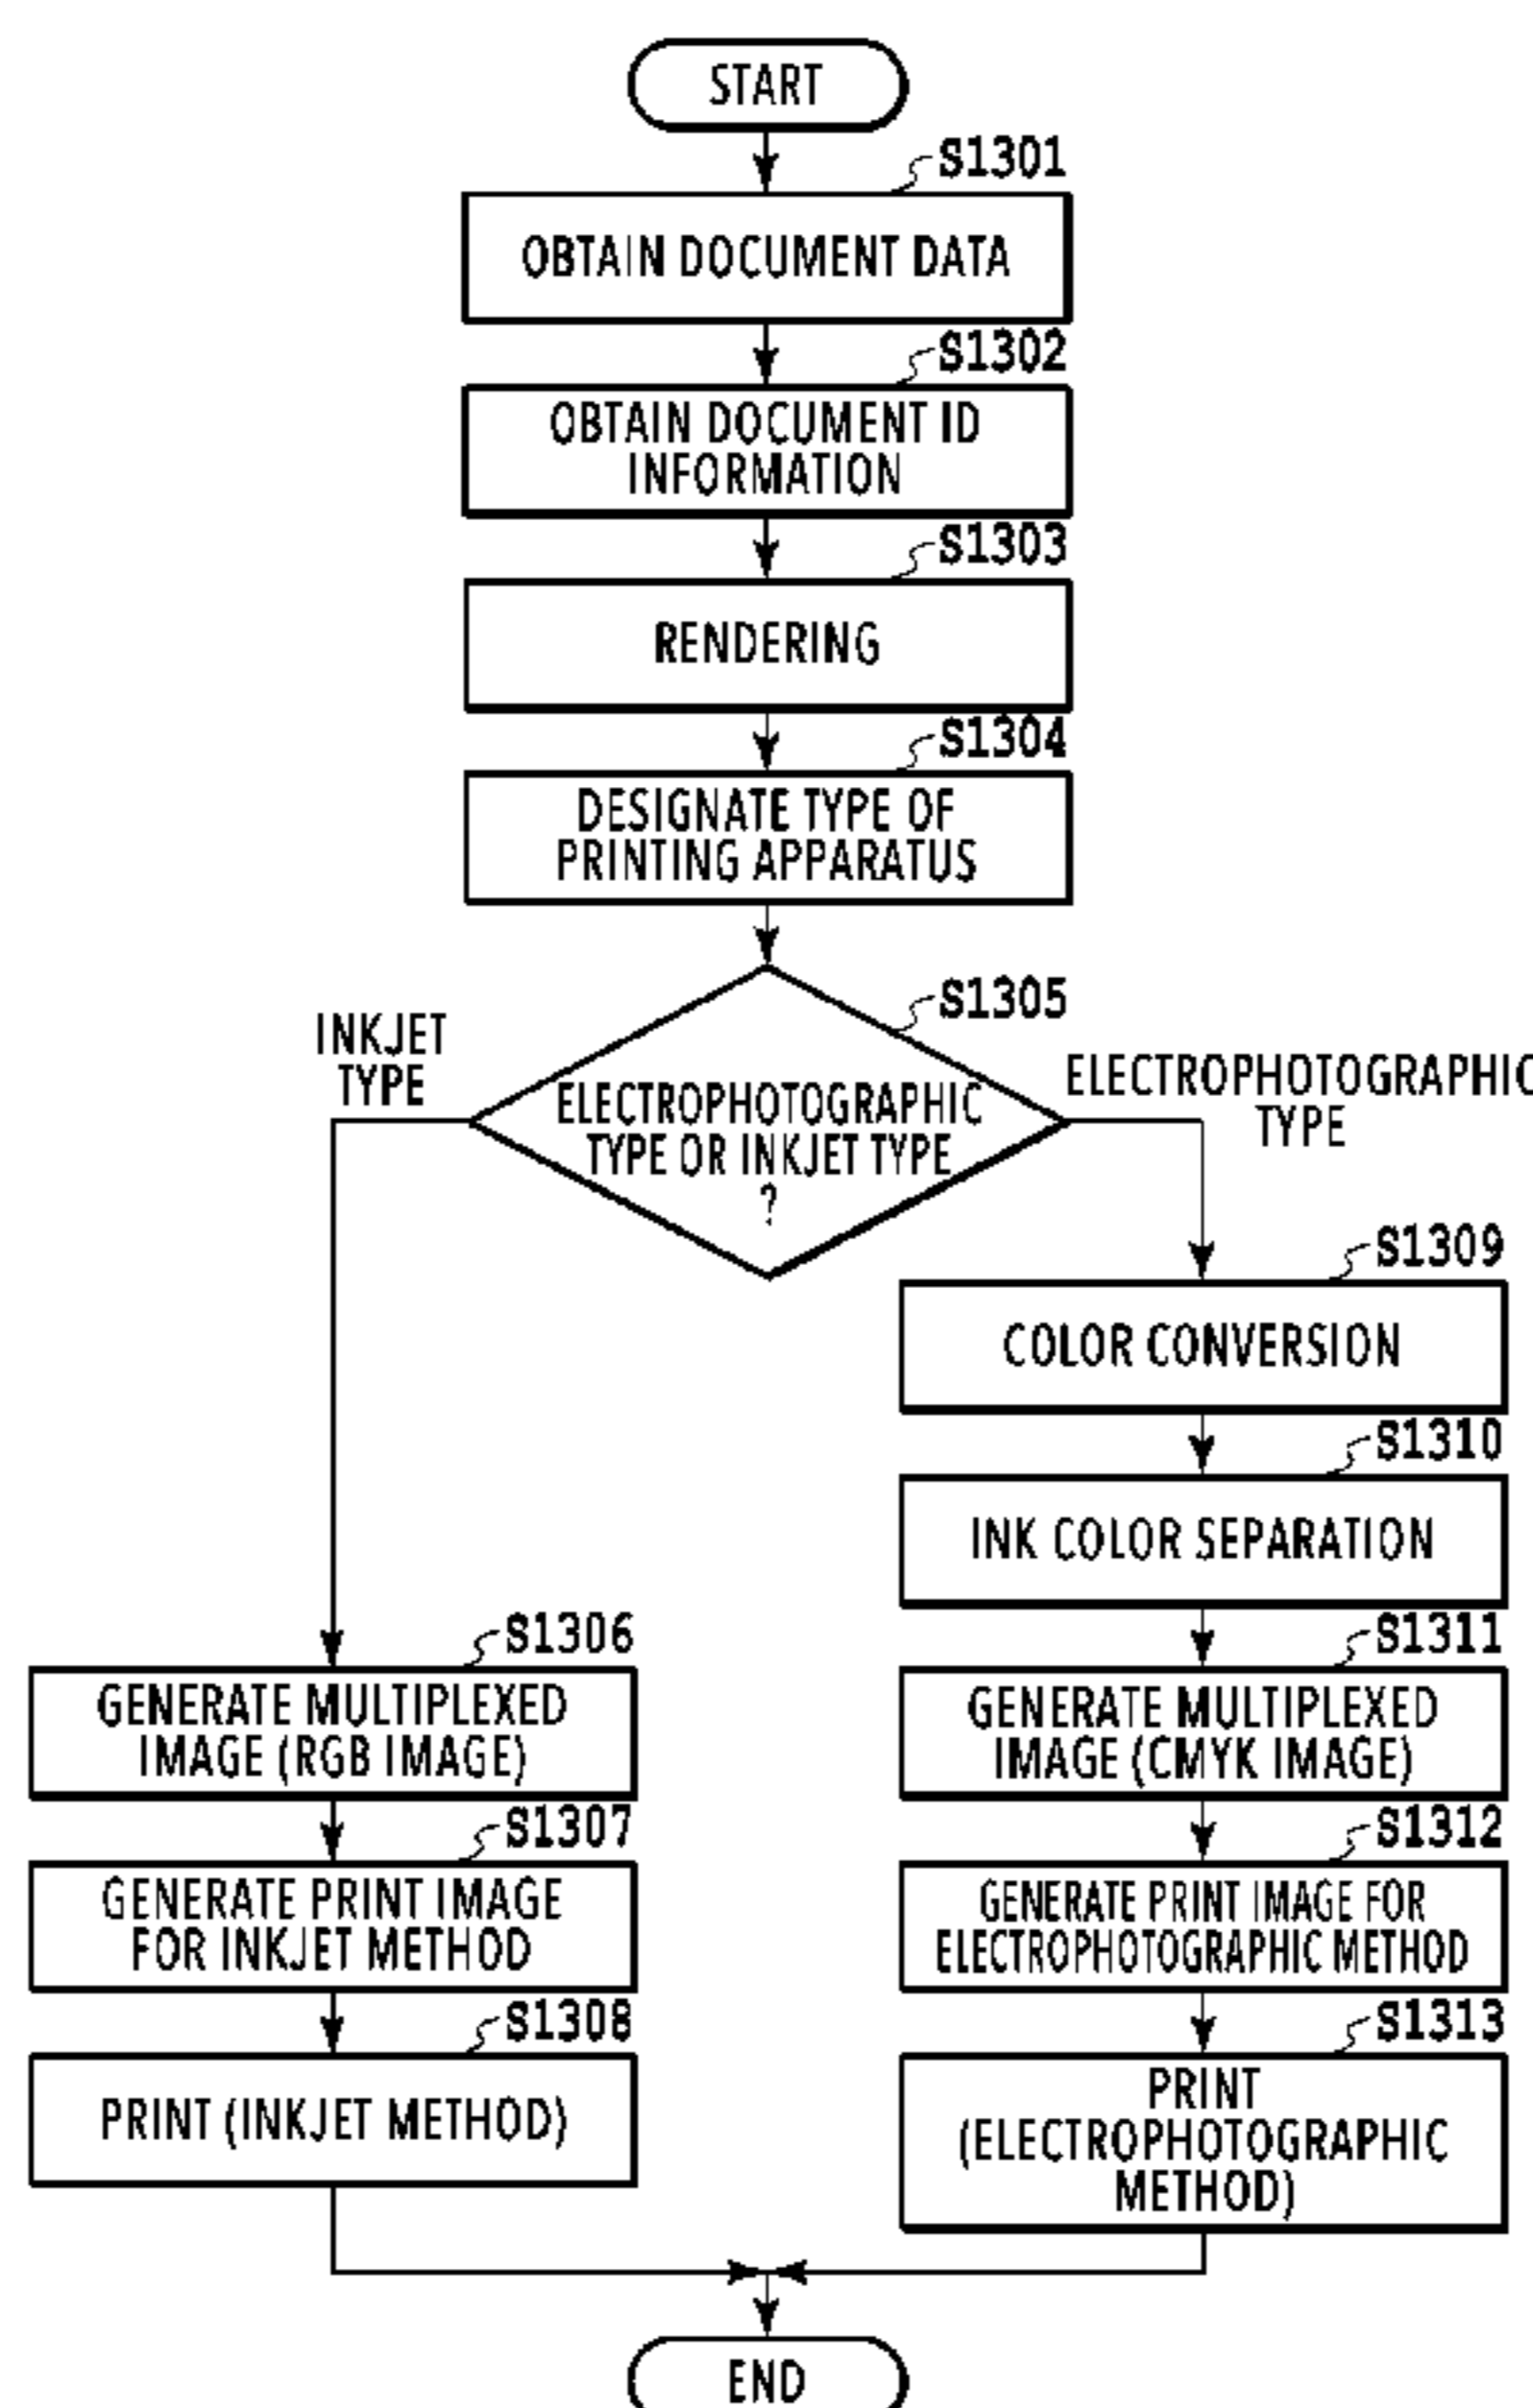 START
S1301
OBTAIN DOCUMENT DATA
S1302
OBTAIN DOCUMENT ID
INFORMATION
S1303
RENDERING
S1304
DESIGNATE TYPE OF
PRINTING APPARATUS
S1305
ELECTROPHOTOGRAPHIC
TYPE OR INKJET TYPE
?
INKJET
TYPE
S1306
GENERATE MULTIPLEXED
IMAGE (RGB IMAGE)
S1307
GENERATE PRINT IMAGE
FOR INKJET METHOD
S1308
PRINT (INKJET METHOD)
ELECTROPHOTOGRAPHIC
TYPE
S1309
COLOR CONVERSION
S1310
INK COLOR SEPARATION
S1311
GENERATE MULTIPLEXED
IMAGE (CMYK IMAGE)
S1312
GENERATE PRINT IMAGE FOR
ELECTROPHOTOGRAPHIC METHOD
S1313
PRINT
(ELECTROPHOTOGRAPHIC
METHOD)
END